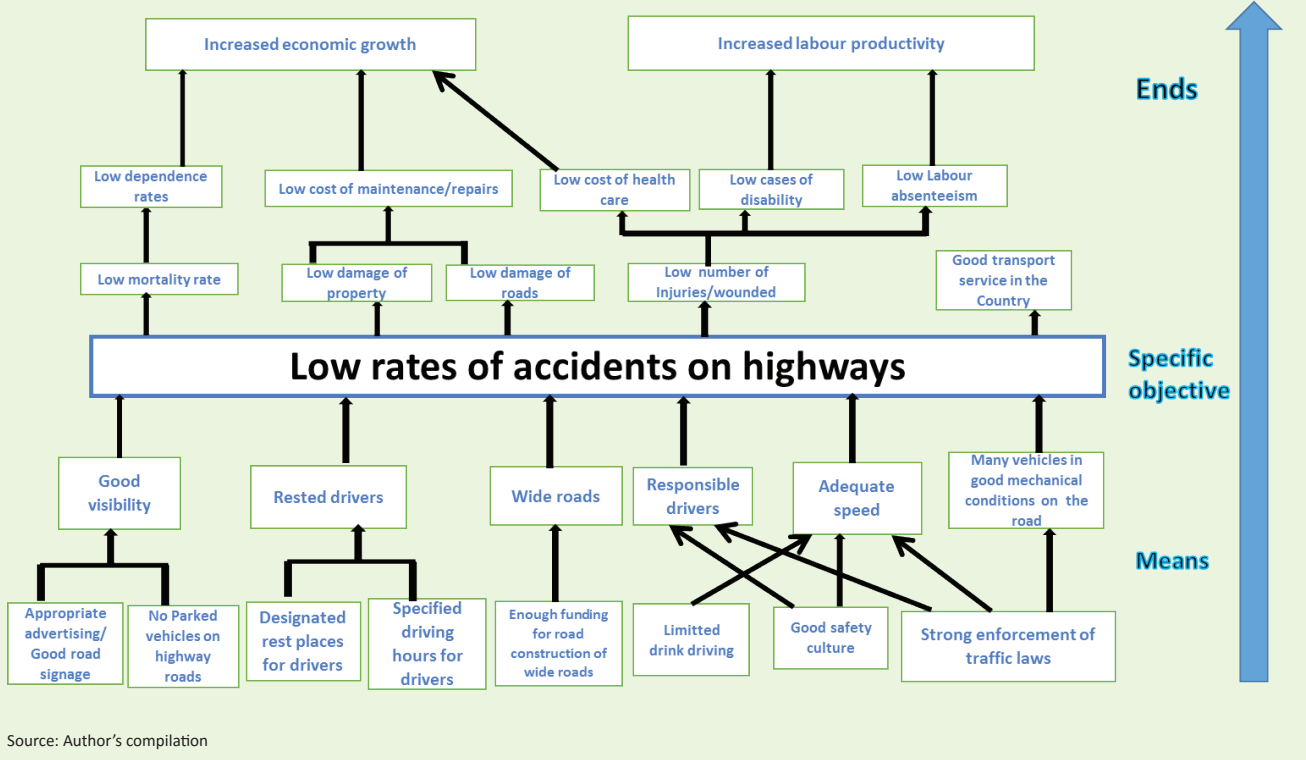 Increased economic growth
Increased labour productivity
Ends
Low dependence
rates
Low cost of maintenance/repairs
Low cost of health
care
Low cases of
disability
Low Labour
absenteeism
Low mortality rate
Low damage of
property
Low damage of
roads
Low number of
Injuries/wounded
Good transport
service in the
Country
Low rates of accidents on highways
Specific
objective
Good
visibility
Rested drivers
Wide roads
Responsible
drivers
Adequate
speed
Many vehicles in
good mechanical
conditions on the
road
Means
Appropriate
advertising/
Good road
signage
No Parked
vehicles on
highway
roads
Designated
rest places
for drivers
Specified
driving
hours for
drivers
Enough funding
for road
construction of
wide roads
Limitted
drink driving
Good safety
culture
Strong enforcement of
traffic laws
Source: Author's compilation